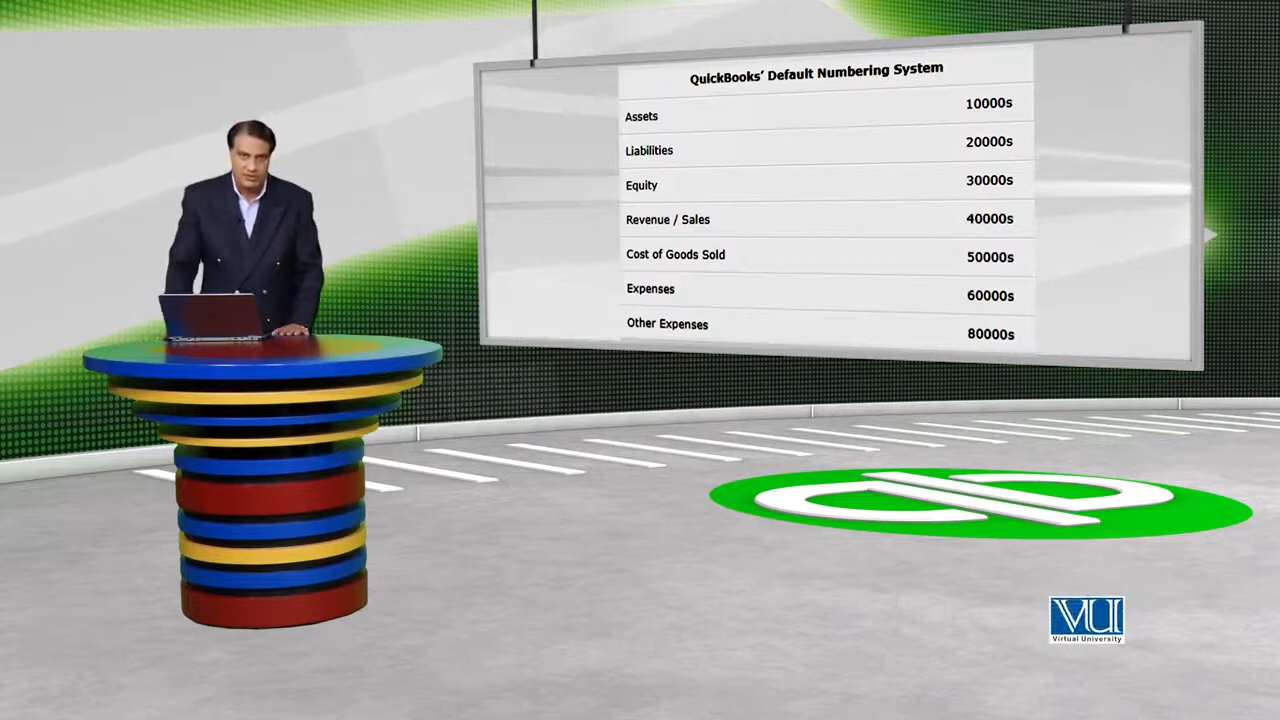 QuickBooks’ Default Numbering System
Assets 10000s
Liabilities 20000s
Equity 30000s
Revenue / Sales 40000s
Cost of Goods Sold 50000s
Expenses 60000s
Other Expenses 80000s
VU
Virtual University